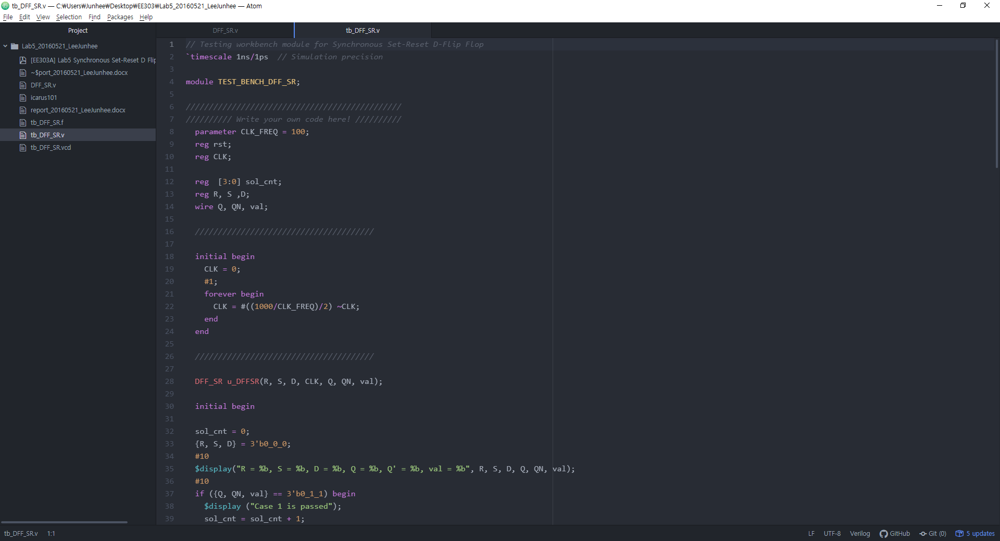 tb_DFF_SR.v — C:₩Users₩Junhee₩Desktop₩EE303₩Lab5_20160521_LeeJunhee — Atom
File Edit View Selection Find Packages Help
Project
Lab5_20160521_LeeJunhee
[EE303A] Lab5 Synchronous Set-Reset D Flip
~$port_20160521_LeeJunhee.docx
DFF_SR.v
icarus101
report_20160521_LeeJunhee.docx
tb_DFF_SR.f
tb_DFF_SR.v
tb_DFF_SR.vcd
DFF_SR.v tb_DFF_SR.v
1 // Testing workbench module for Synchronous Set-Reset D-Flip Flop
2 `timescale 1ns/1ps  // Simulation precision
3
4 module TEST_BENCH_DFF_SR;
5
6 ///////////////////////////////////////////////
7 ////////// Write your own code here! //////////
8   parameter CLK_FREQ = 100;
9   reg rst;
10   reg CLK;
11
12   reg  [3:0] sol_cnt;
13   reg R, S ,D;
14   wire Q, QN, val;
15
16   ///////////////////////////////////////
17
18   initial begin
19     CLK = 0;
20     #1;
21     forever begin
22       CLK = #((1000/CLK_FREQ)/2) ~CLK;
23     end
24   end
25
26   ///////////////////////////////////////
27
28   DFF_SR u_DFFSR(R, S, D, CLK, Q, QN, val);
29
30   initial begin
31
32   sol_cnt = 0;
33   {R, S, D} = 3'b0_0_0;
34   #10
35   $display("R = %b, S = %b, D = %b, Q = %b, Q' = %b, val = %b", R, S, D, Q, QN, val);
36   #10
37   if ({Q, QN, val} == 3'b0_1_1) begin
38     $display ("Case 1 is passed");
39     sol_cnt = sol_cnt + 1;
tb_DFF_SR.v 1:1 LF UTF-8 Verilog GitHub Git (0) 5 updates